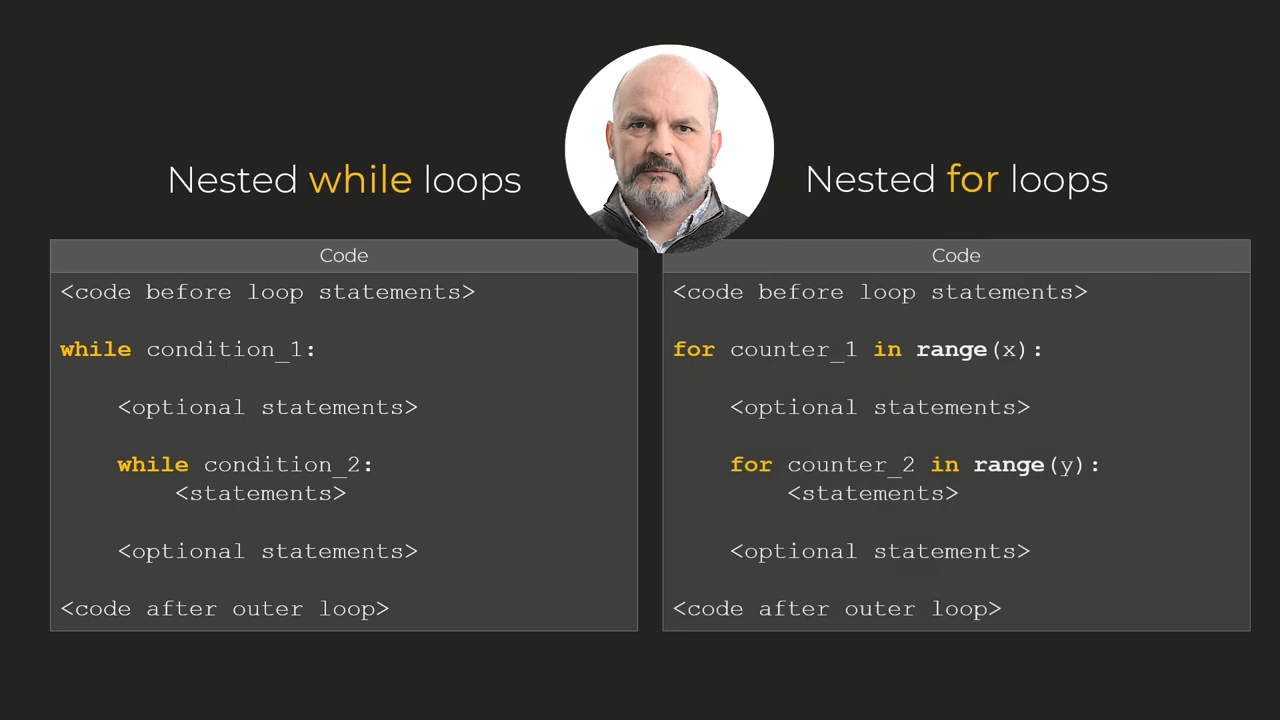 Nested while loops
Code
<code before loop statements>
while condition_1:
<optional statements>
while condition_2:
<statements>
<optional statements>
<code after outer loop>
Nested for loops
Code
<code before loop statements>
for counter_1 in range(x):
<optional statements>
for counter_2 in range(y):
<statements>
<optional statements>
<code after outer loop>